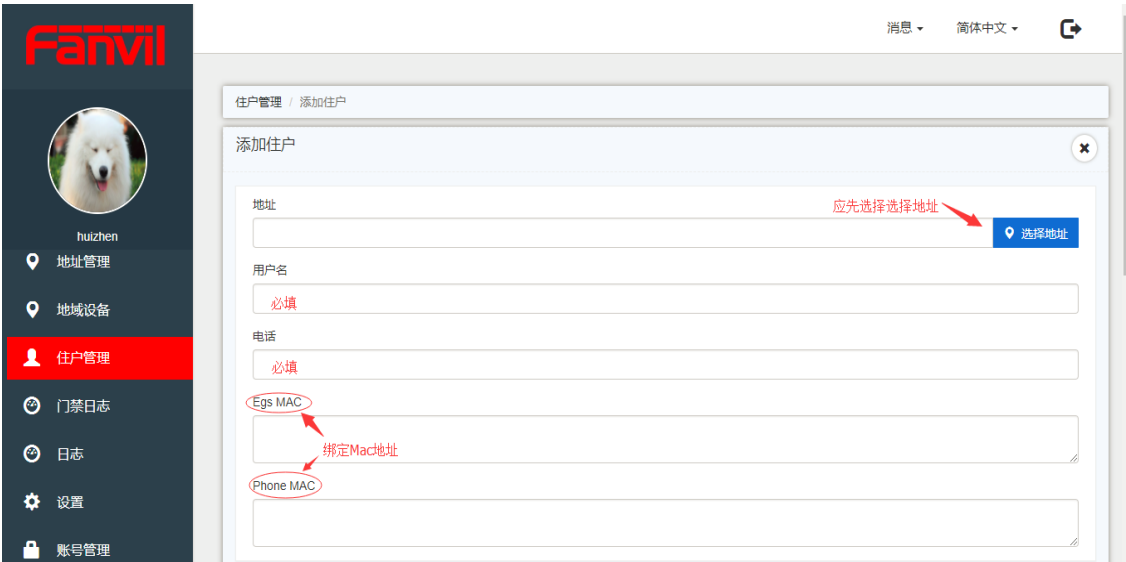 Fanvil
消息
简体中文
huizhen
地址管理
地域设备
住户管理
门禁日志
日志
设置
账号管理
住户管理 / 添加住户
添加住户
地址
应先选择选择地址
选择地址
用户名
必填
电话
必填
Egs MAC
绑定Mac地址
Phone MAC